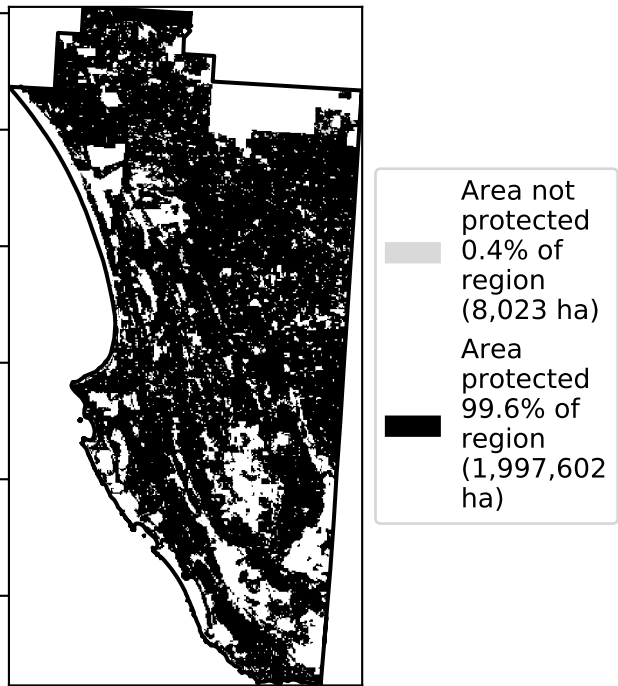 Area not
protected
0.4% of
region
(8,023 ha)
Area
protected
99.6% of
region
(1,997,602
ha)